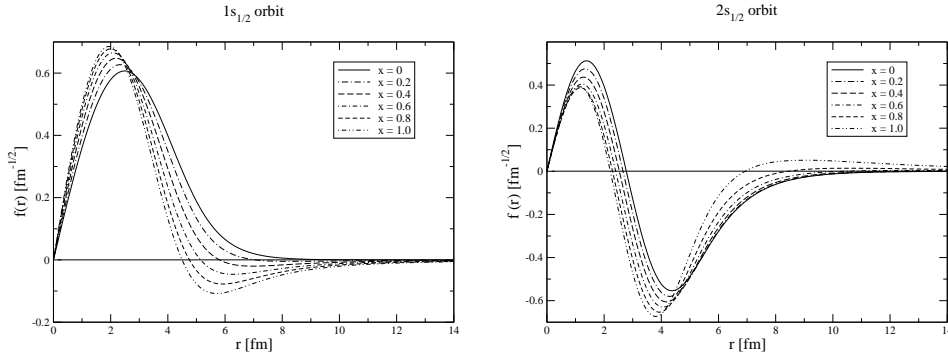 1s1/2 orbit
f(r) [fm-1/2]
0.6
0.4
0.2
0
-0.2
0 2 4 6 8 10 12 14
r [fm]
x = 0
x = 0.2
x = 0.4
x = 0.6
x = 0.8
x = 1.0
2s1/2 orbit
f (r) [fm-1/2]
0.4
0.2
0
-0.2
-0.4
-0.6
0 2 4 6 8 10 12 14
r [fm]
x = 0
x = 0.2
x = 0.4
x = 0.6
x = 0.8
x = 1.0